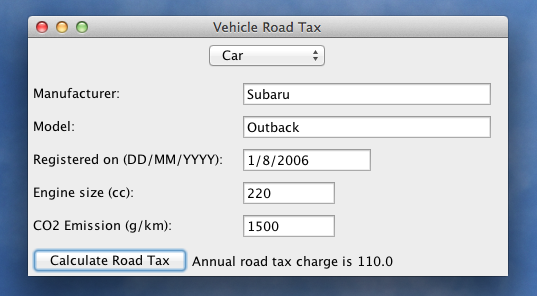 Vehicle Road Tax
Car
Manufacturer: Subaru
Model: Outback
Registered on (DD/MM/YYYY): 1/8/2006
Engine size (cc): 220
CO2 Emission (g/km): 1500
Calculate Road Tax Annual road tax charge is 110.0